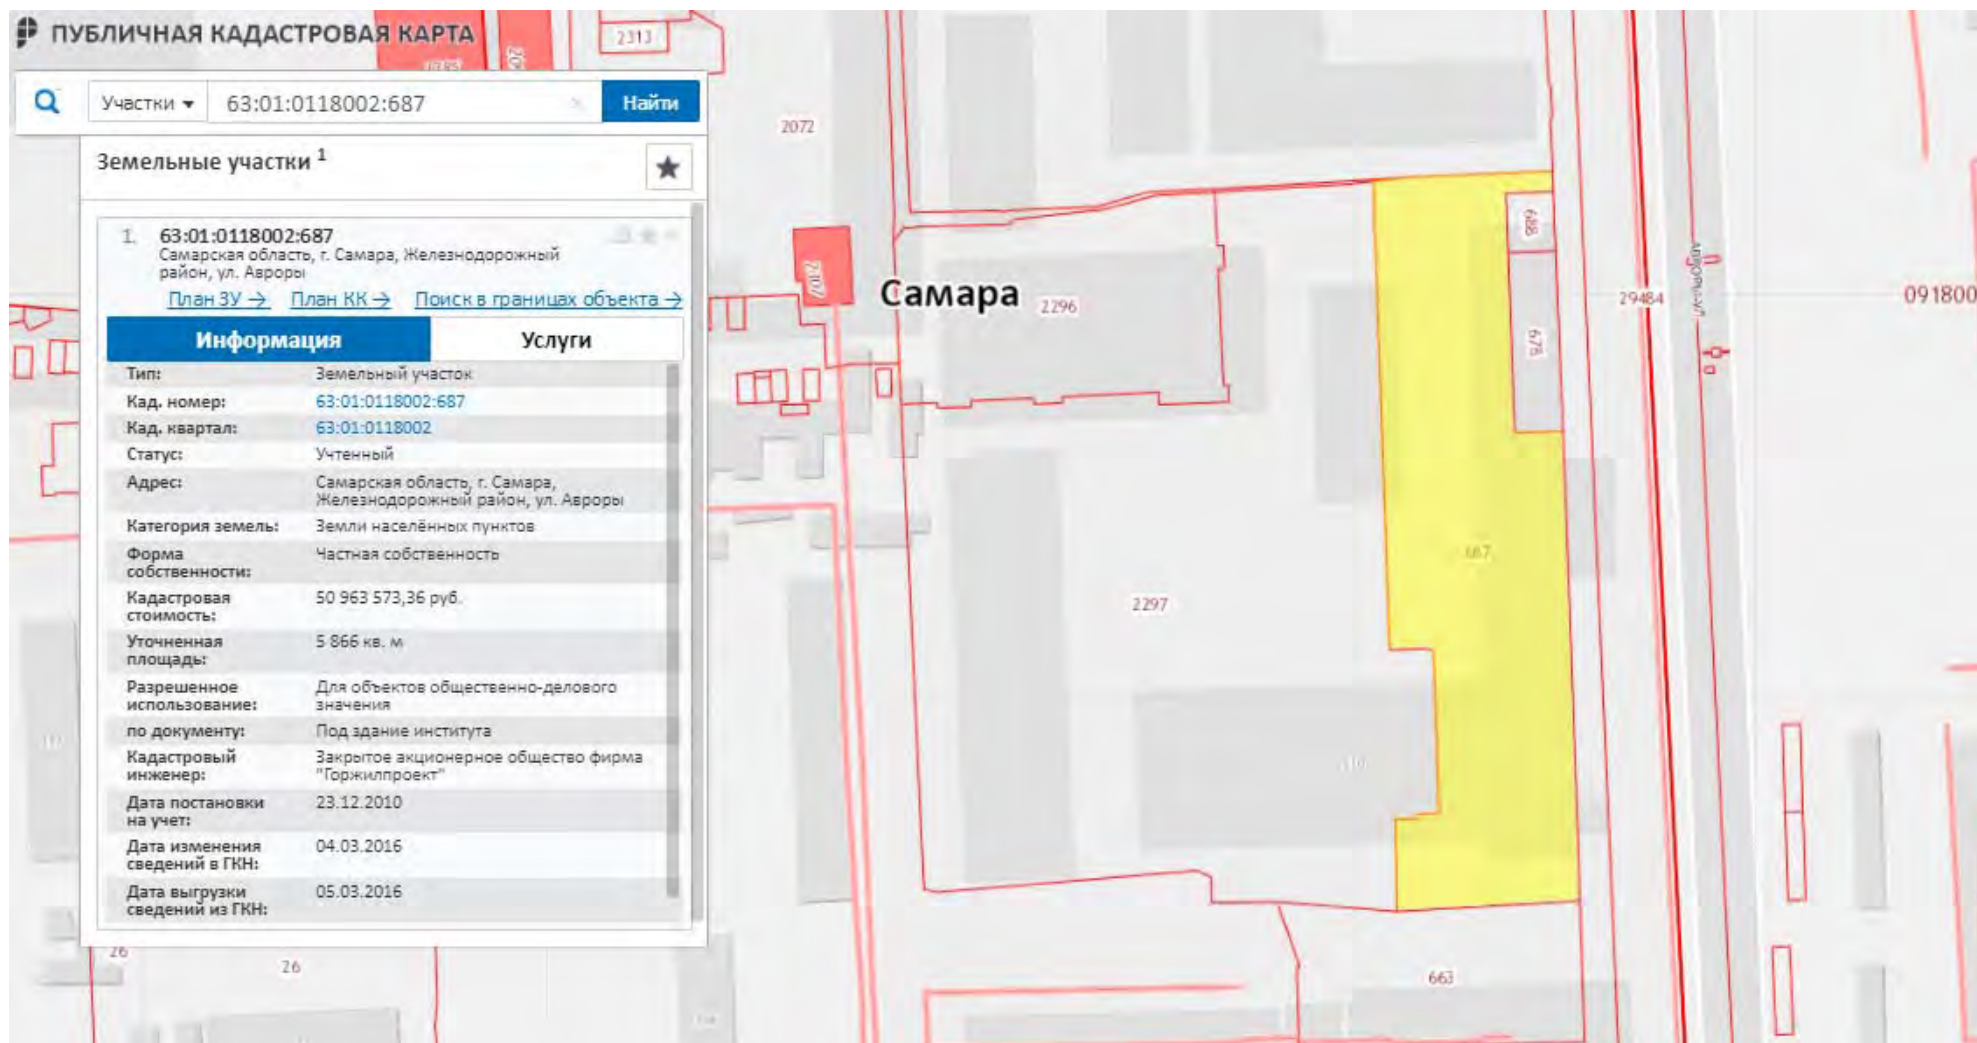 ПУБЛИЧНАЯ КАДАСТРОВАЯ КАРТА
Участки
63:01:0118002:687
Найти
Земельные участки 1
1. 63:01:0118002:687
Самарская область, г. Самара, Железнодорожный
район, ул. Авроры
План ЗУ → План КК → Поиск в границах объекта →
Информация Услуги
Тип: Земельный участок
Кад. номер: 63:01:0118002:687
Кад. квартал: 63:01:0118002
Статус: Учтенный
Адрес: Самарская область, г. Самара,
Железнодорожный район, ул. Авроры
Категория земель: Земли населённых пунктов
Форма
собственности: Частная собственность
Кадастровая
стоимость: 50 963 573,36 руб.
Уточненная
площадь: 5 866 кв. м
Разрешенное
использование: Для объектов общественно-делового
значения
по документу: Под здание института
Кадастровый
инженер: Закрытое акционерное общество фирма
"Горжилпроект"
Дата постановки
на учет: 23.12.2010
Дата изменения
сведений в ГКН: 04.03.2016
Дата выгрузки
сведений из ГКН: 05.03.2016
2313
2072
2107
Самара
2296
688
678
29484
091800
687
2297
663
26
26